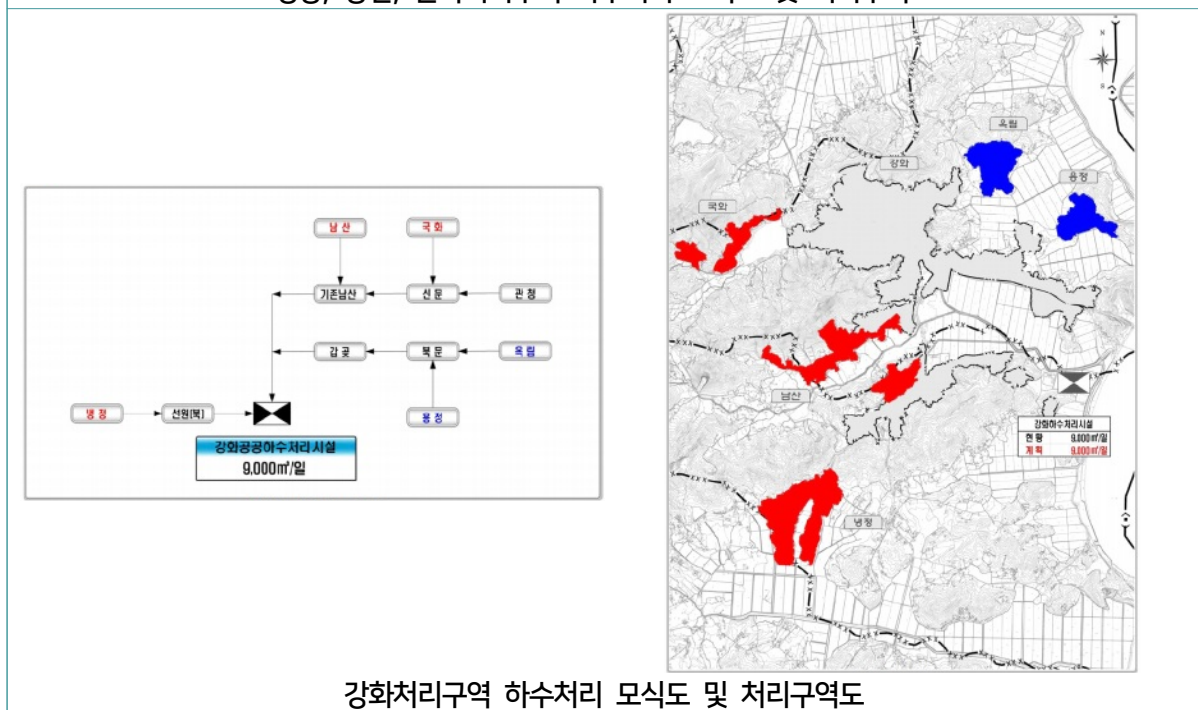 남산
국화
기존남산
신문
관청
갑곶
북문
옥림
냉정
선원(북)
용정
강화공공하수처리시설
9,000㎥/일
N
S
옥림
강화
용정
국화
남산
강화하수처리시설
현황 9,000㎥/일
계획 9,000㎥/일
냉정
강화처리구역 하수처리 모식도 및 처리구역도